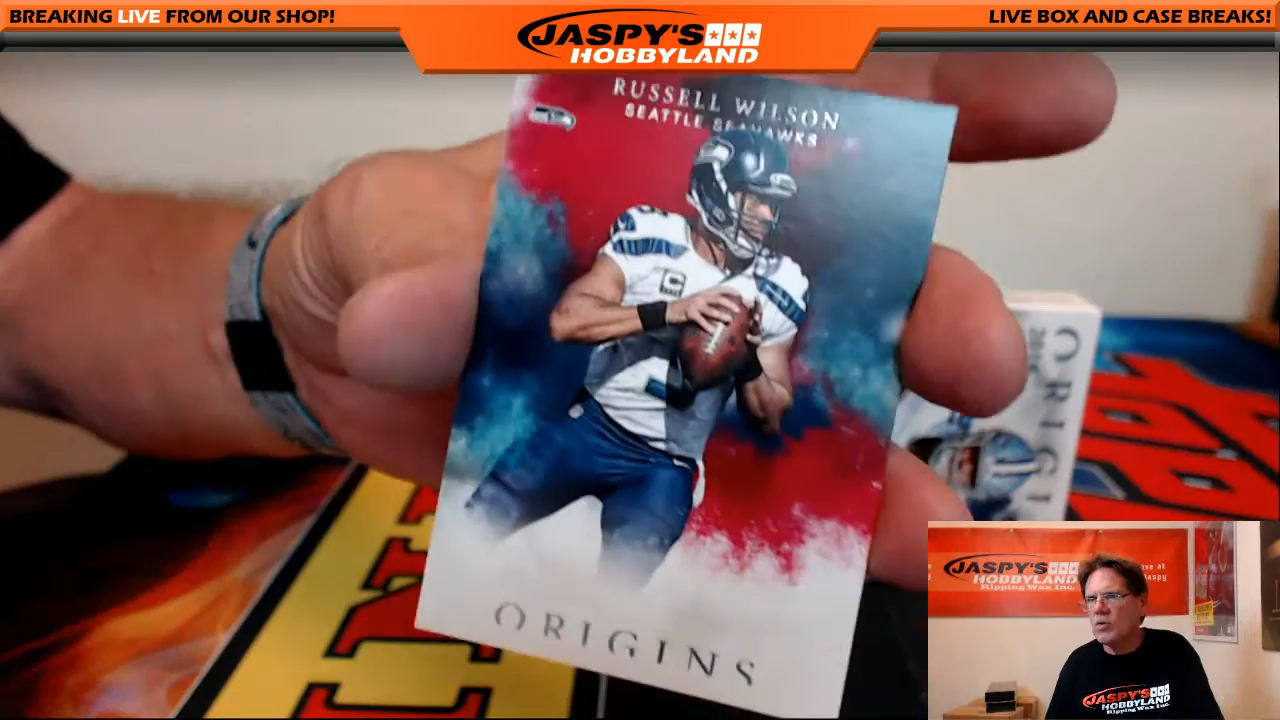 BREAKING LIVE FROM OUR SHOP!
JASPY'S
HOBBYLAND
LIVE BOX AND CASE BREAKS!
RUSSELL WILSON
SEATTLE SEAHAWKS
C
ORIGINS
JASPY'S
HOBBYLAND
Ripping Wax Inc.
JASPY'S
HOBBYLAND
Ripping Wax Inc.